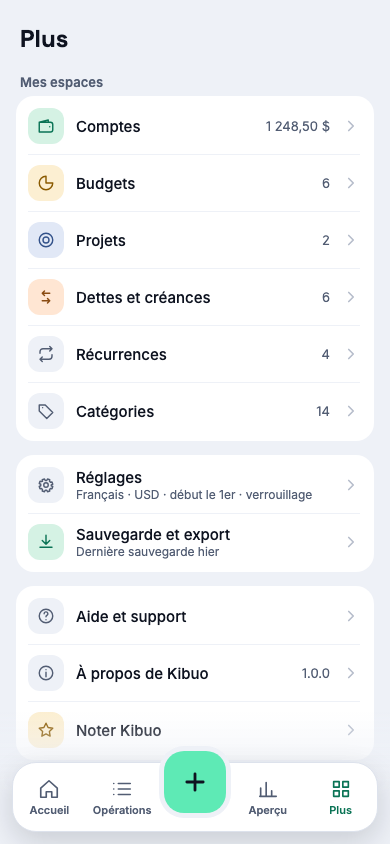 Plus
Mes espaces
Comptes 1 248,50 $
Budgets 6
Projets 2
Dettes et créances 6
Récurrences 4
Catégories 14
Réglages
Français · USD · début le 1er · verrouillage
Sauvegarde et export
Dernière sauvegarde hier
Aide et support
À propos de Kibuo 1.0.0
Noter Kibuo
Accueil Opérations Aperçu Plus